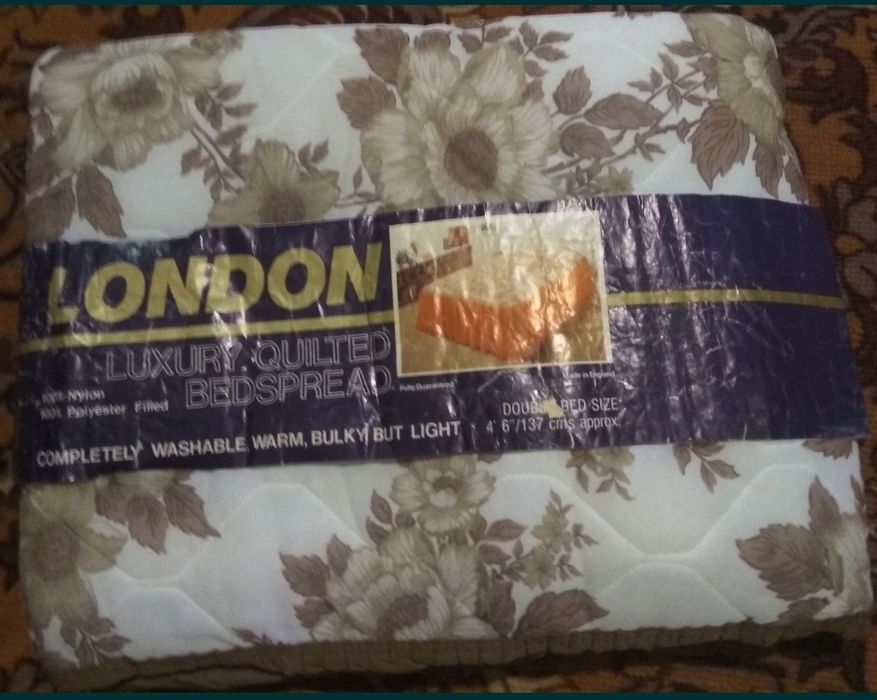 LONDON
LUXURY QUILTED
BEDSPREAD
100% Nylon
100% Polyester Filled
COMPLETELY WASHABLE, WARM, BULKY BUT LIGHT
Fully Guaranteed
Made in England
DOUBLE BED SIZE
4' 6"/137 cms approx.